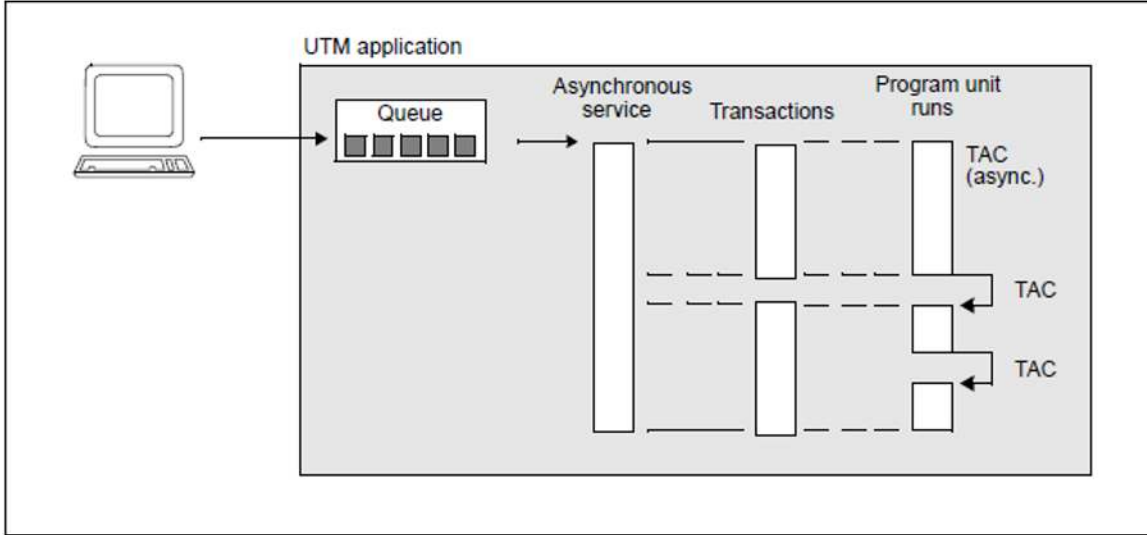 UTM application
Queue
Asynchronous
service
Transactions
Program unit
runs
TAC
(async.)
TAC
TAC